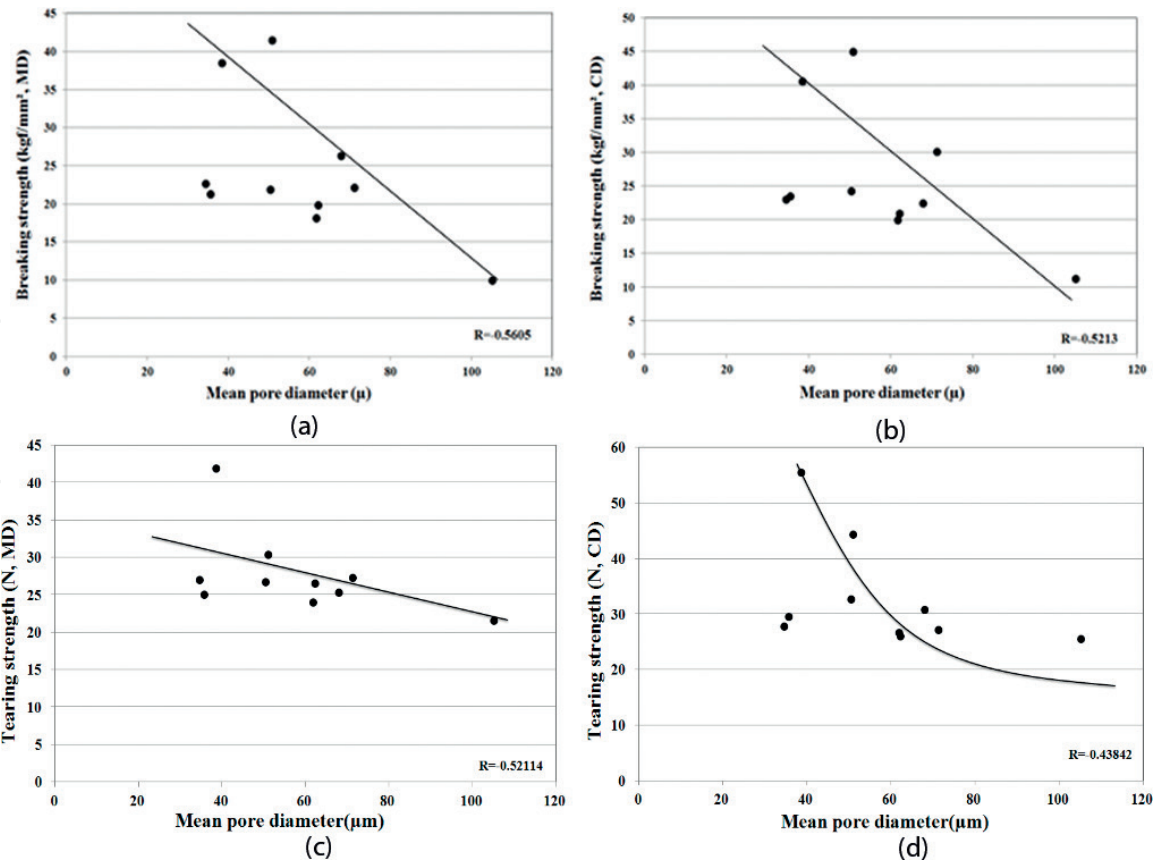 45
40
35
30
25
20
15
10
5
0
Breaking strength (kgf/mm², MD)
R=-0.5605
0 20 40 60 80 100 120
Mean pore diameter (µ)
(a)
50
45
40
35
30
25
20
15
10
5
0
Breaking strength (kgf/mm², CD)
R=-0.5213
0 20 40 60 80 100 120
Mean pore diameter (µ)
(b)
45
40
35
30
25
20
15
10
5
0
Tearing strength (N, MD)
R=-0.52114
0 20 40 60 80 100 120
Mean pore diameter(µm)
(c)
60
50
40
30
20
10
0
Tearing strength (N, CD)
R=-0.43842
0 20 40 60 80 100 120
Mean pore diameter(µm)
(d)